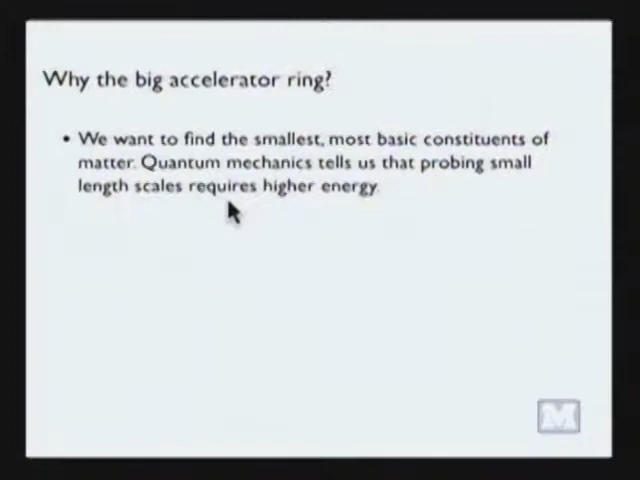 Why the big accelerator ring?
• We want to find the smallest, most basic constituents of
matter. Quantum mechanics tells us that probing small
length scales requires higher energy.
M